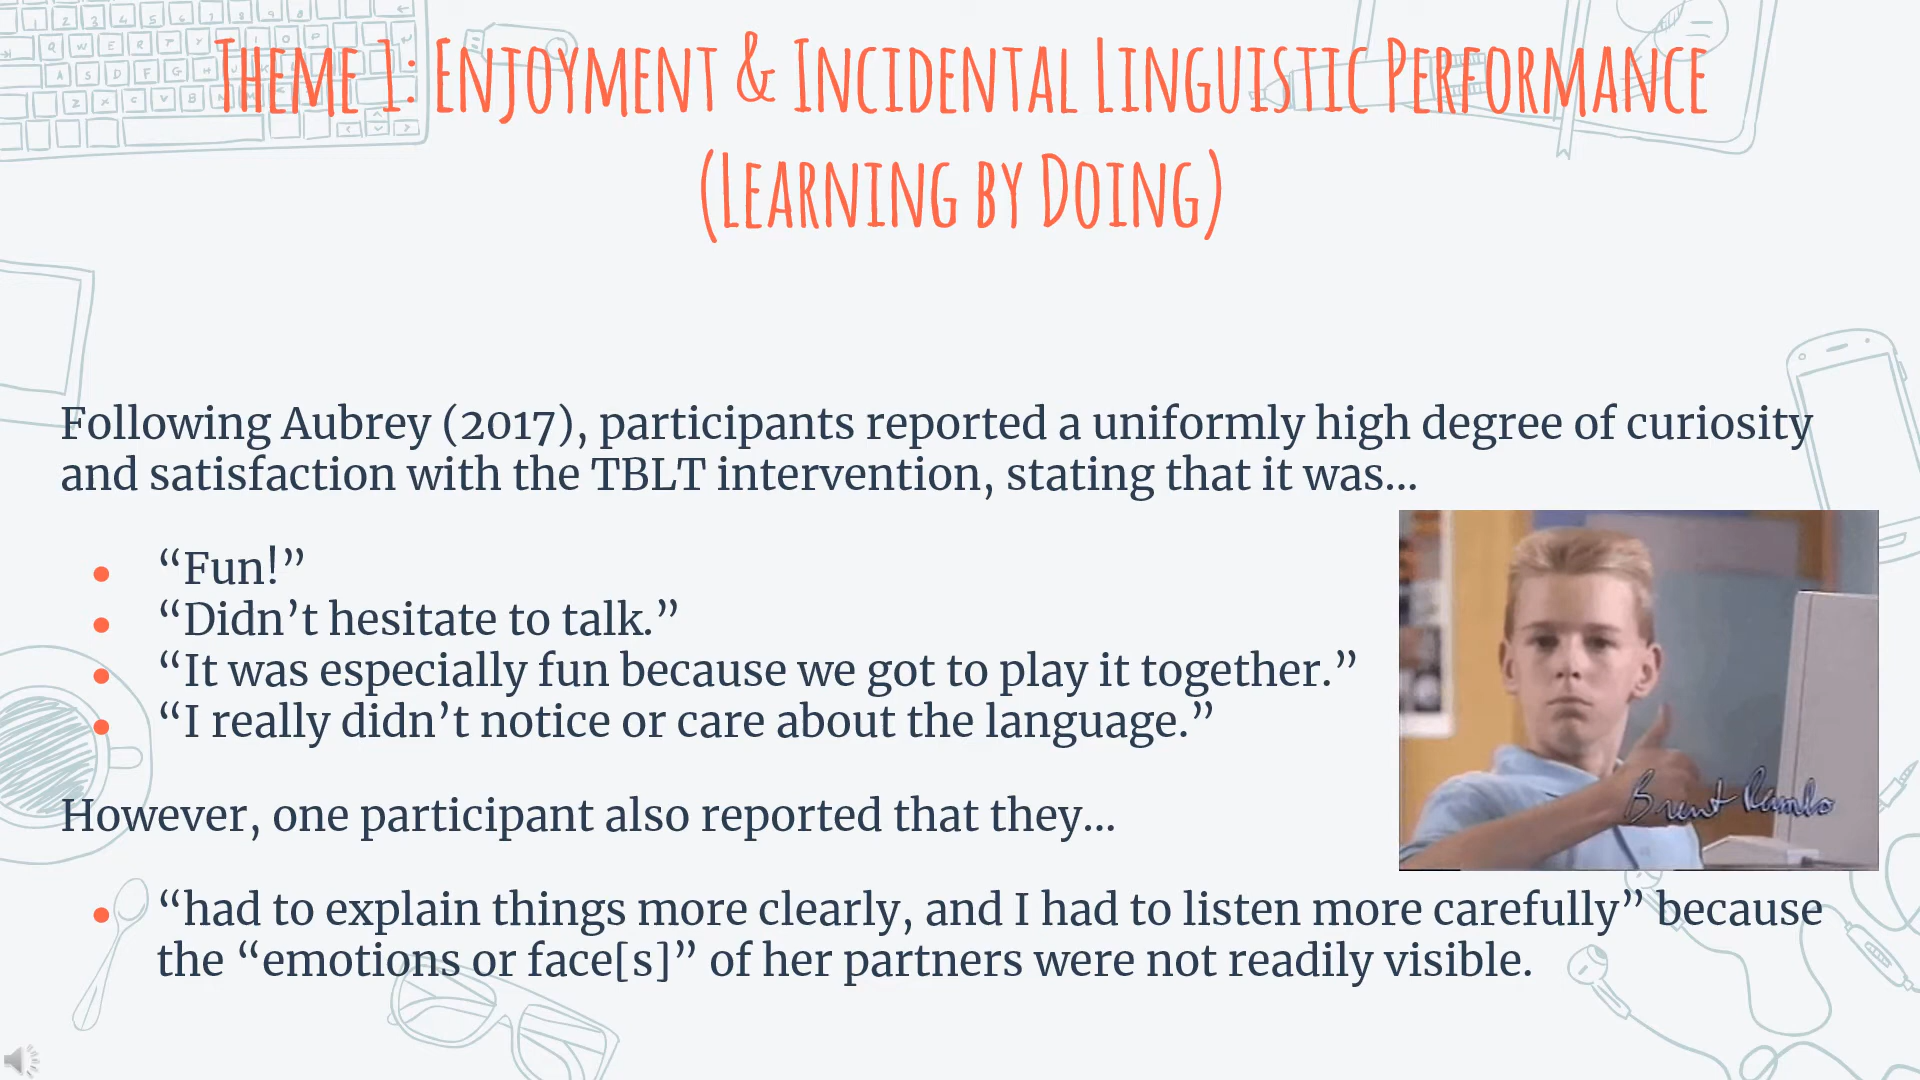 Theme 1: Enjoyment & Incidental Linguistic Performance
(Learning by Doing)
Following Aubrey (2017), participants reported a uniformly high degree of curiosity
and satisfaction with the TBLT intervention, stating that it was...
● “Fun!”
● “Didn’t hesitate to talk.”
● “It was especially fun because we got to play it together.”
● “I really didn’t notice or care about the language.”
Brent Rambo
However, one participant also reported that they...
● “had to explain things more clearly, and I had to listen more carefully” because
the “emotions or face[s]” of her partners were not readily visible.